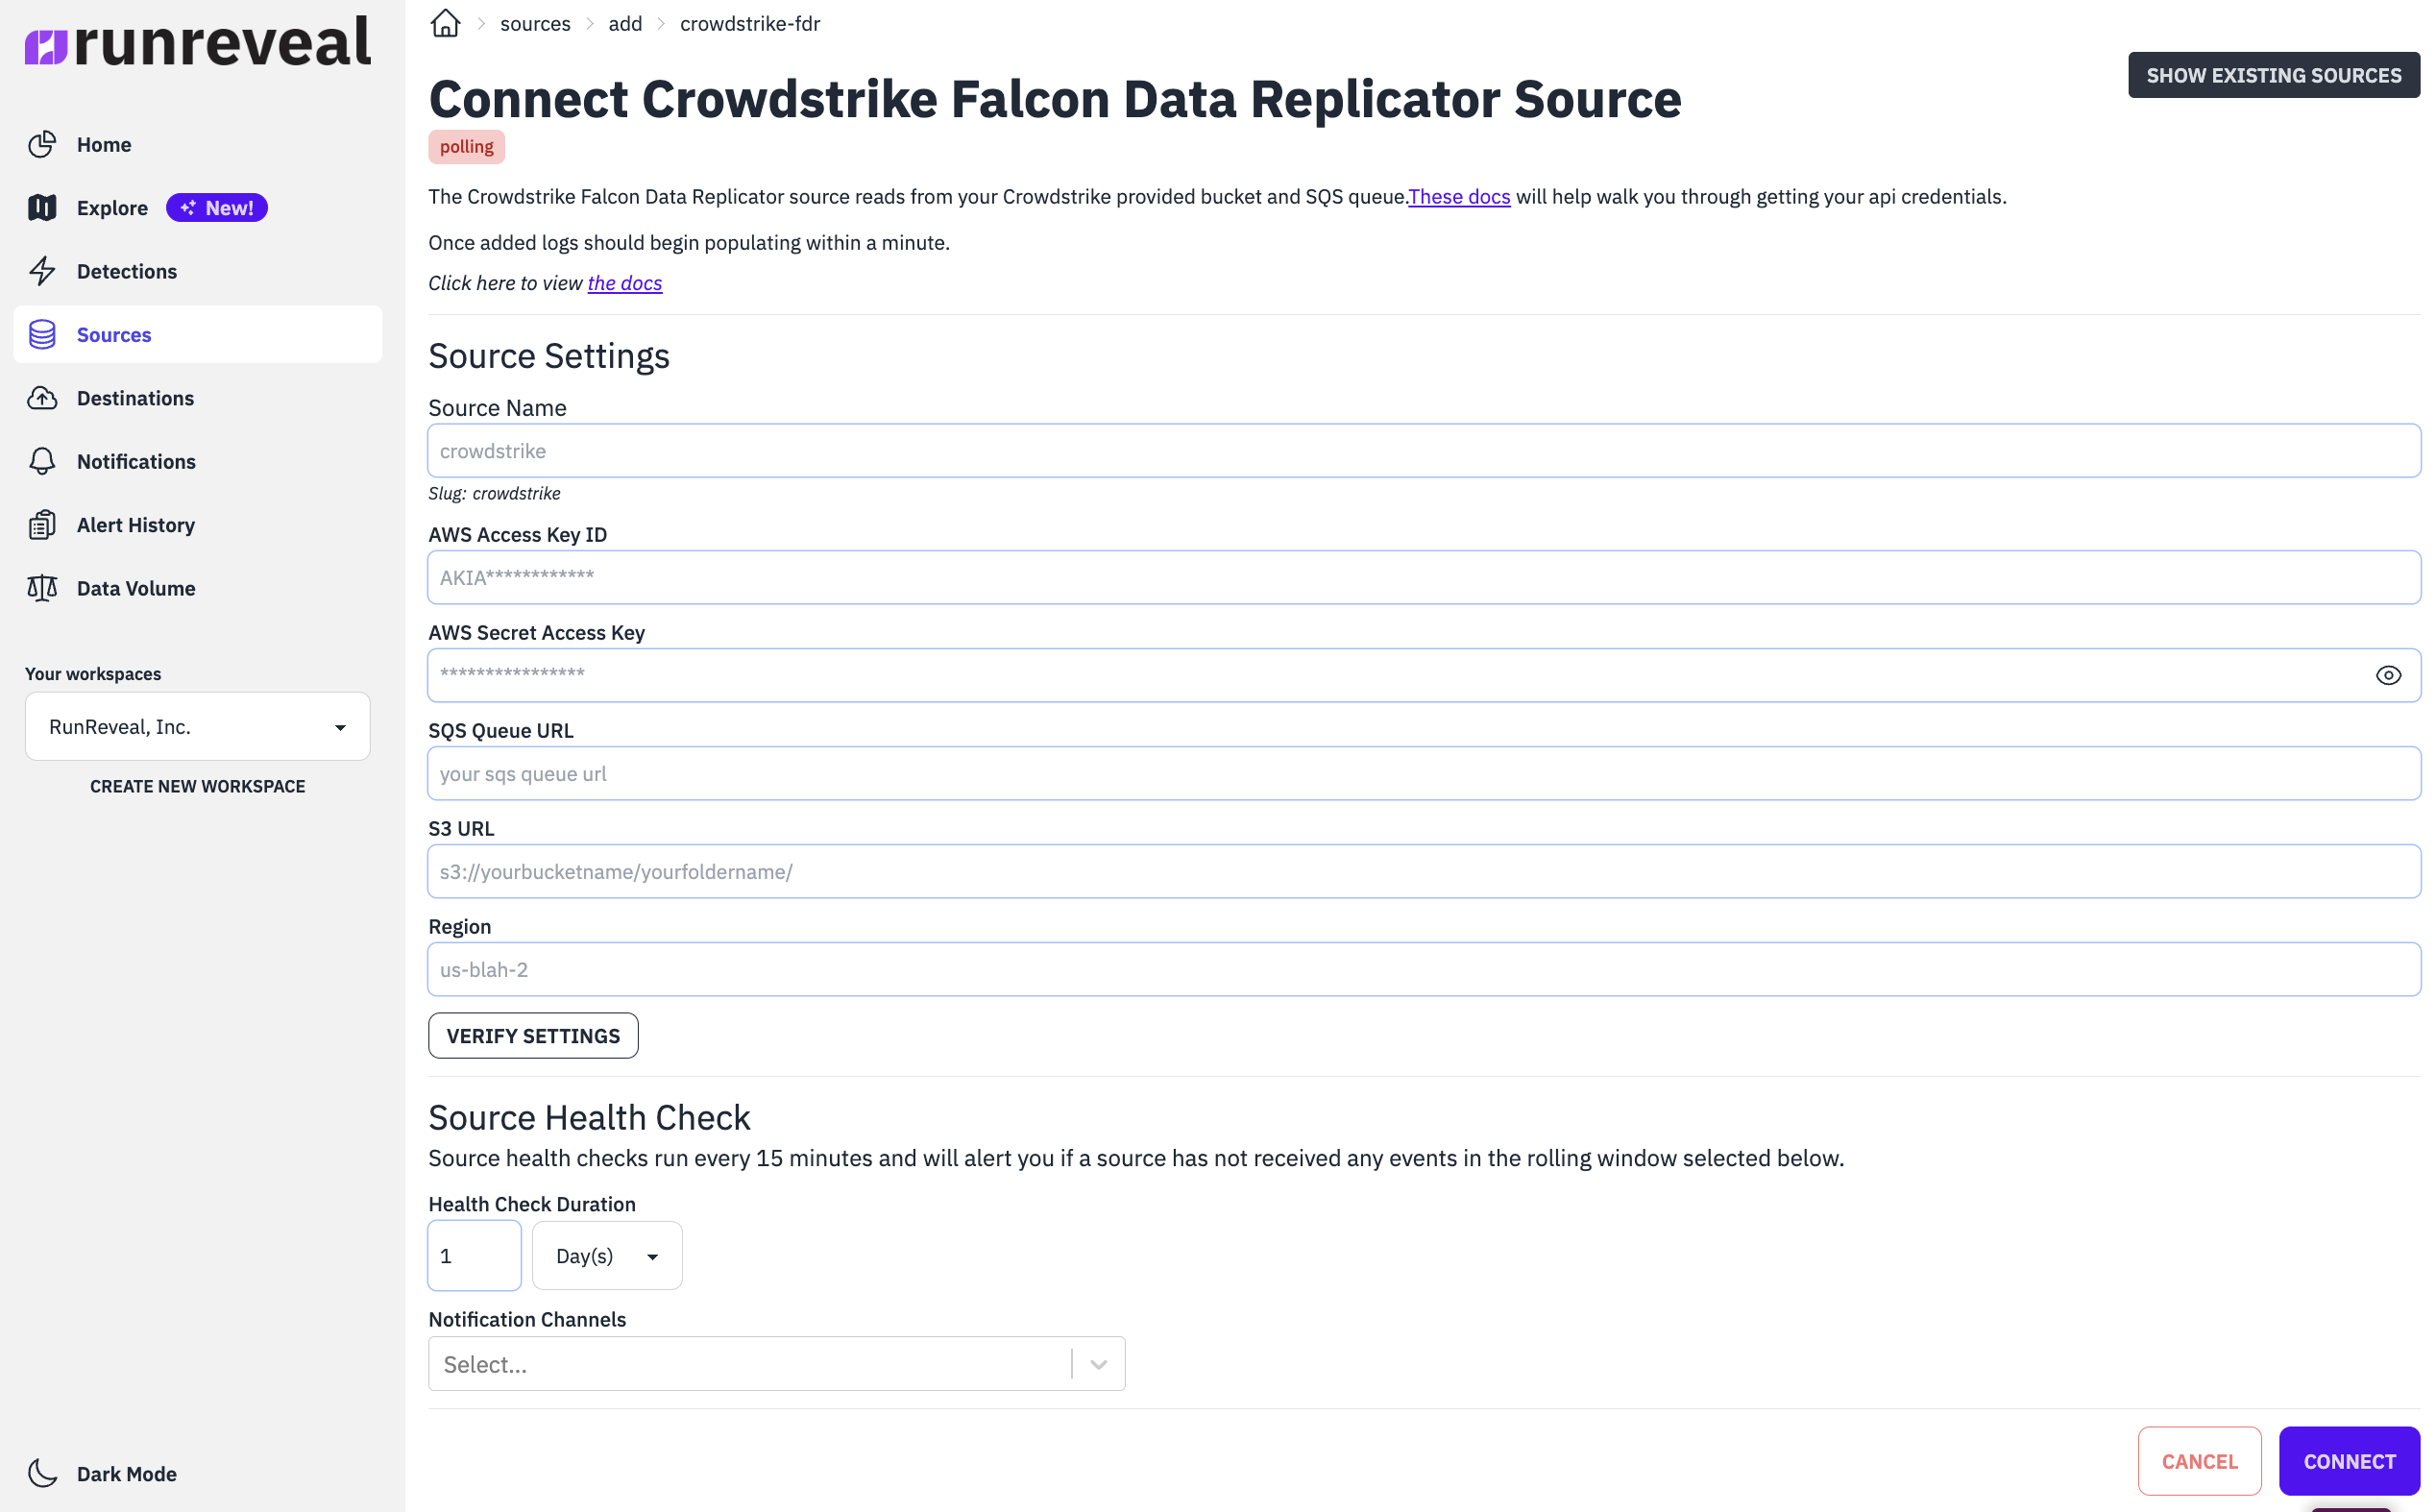 runreveal
Home
Explore New!
Detections
Sources
Destinations
Notifications
Alert History
Data Volume
Your workspaces
RunReveal, Inc.
CREATE NEW WORKSPACE
Dark Mode
sources add crowdstrike-fdr
SHOW EXISTING SOURCES
Connect Crowdstrike Falcon Data Replicator Source
polling
The Crowdstrike Falcon Data Replicator source reads from your Crowdstrike provided bucket and SQS queue.These docs will help walk you through getting your api credentials.
Once added logs should begin populating within a minute.
Click here to view the docs
Source Settings
Source Name
crowdstrike
Slug: crowdstrike
AWS Access Key ID
AKIA************
AWS Secret Access Key
****************
SQS Queue URL
your sqs queue url
S3 URL
s3://yourbucketname/yourfoldername/
Region
us-blah-2
VERIFY SETTINGS
Source Health Check
Source health checks run every 15 minutes and will alert you if a source has not received any events in the rolling window selected below.
Health Check Duration
1 Day(s)
Notification Channels
Select...
CANCEL CONNECT